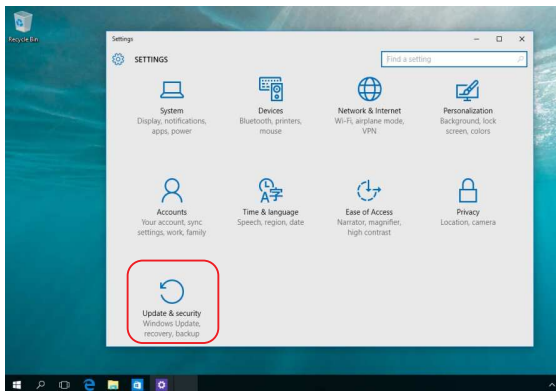 Recycle Bin
Settings
SETTINGS
Find a setting
System
Display, notifications,
apps, power
Devices
Bluetooth, printers,
mouse
Network & Internet
Wi-Fi, airplane mode,
VPN
Personalization
Background, lock
screen, colors
Accounts
Your account, sync
settings, work, family
Time & language
Speech, region, date
Ease of Access
Narrator, magnifier,
high contrast
Privacy
Location, camera
Update & security
Windows Update,
recovery, backup